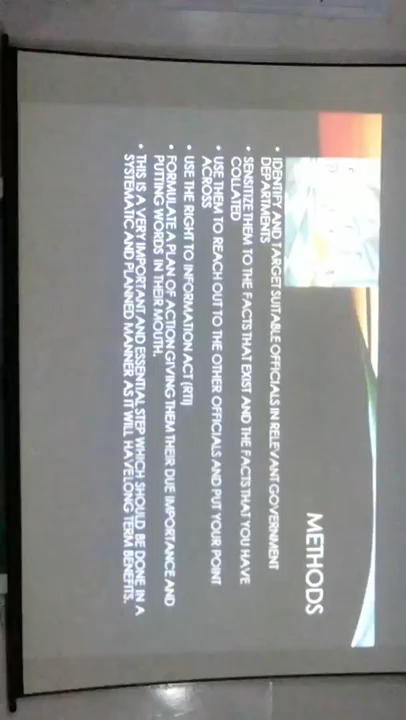 METHODS
• IDENTIFY AND TARGET SUITABLE OFFICIALS IN RELEVANT GOVERNMENT
DEPARTMENTS
• SENSITIZE THEM TO THE FACTS THAT EXIST AND THE FACTS THAT YOU HAVE
COLLATED
• USE THEM TO REACH OUT TO THE OTHER OFFICIALS AND PUT YOUR POINT
ACROSS
• USE THE RIGHT TO INFORMATION ACT (RTI)
• FORMULATE A PLAN OF ACTION GIVING THEM THEIR DUE IMPORTANCE AND
PUTTING WORDS IN THEIR MOUTH.
• THIS IS A VERY IMPORTANT AND ESSENTIAL STEP WHICH SHOULD BE DONE IN A
SYSTEMATIC AND PLANNED MANNER AS IT WILL HAVE LONG TERM BENEFITS.